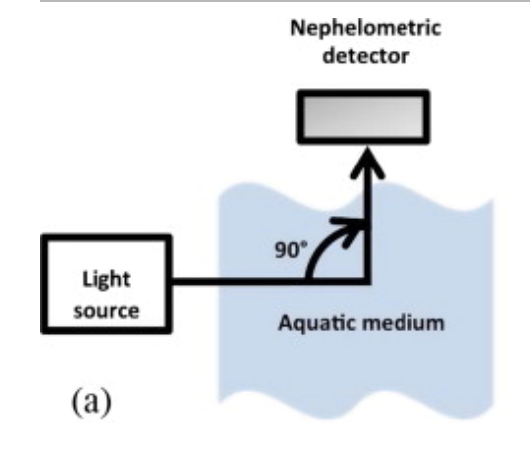 Nephelometric
detector
90°
Light
source
Aquatic medium
(a)